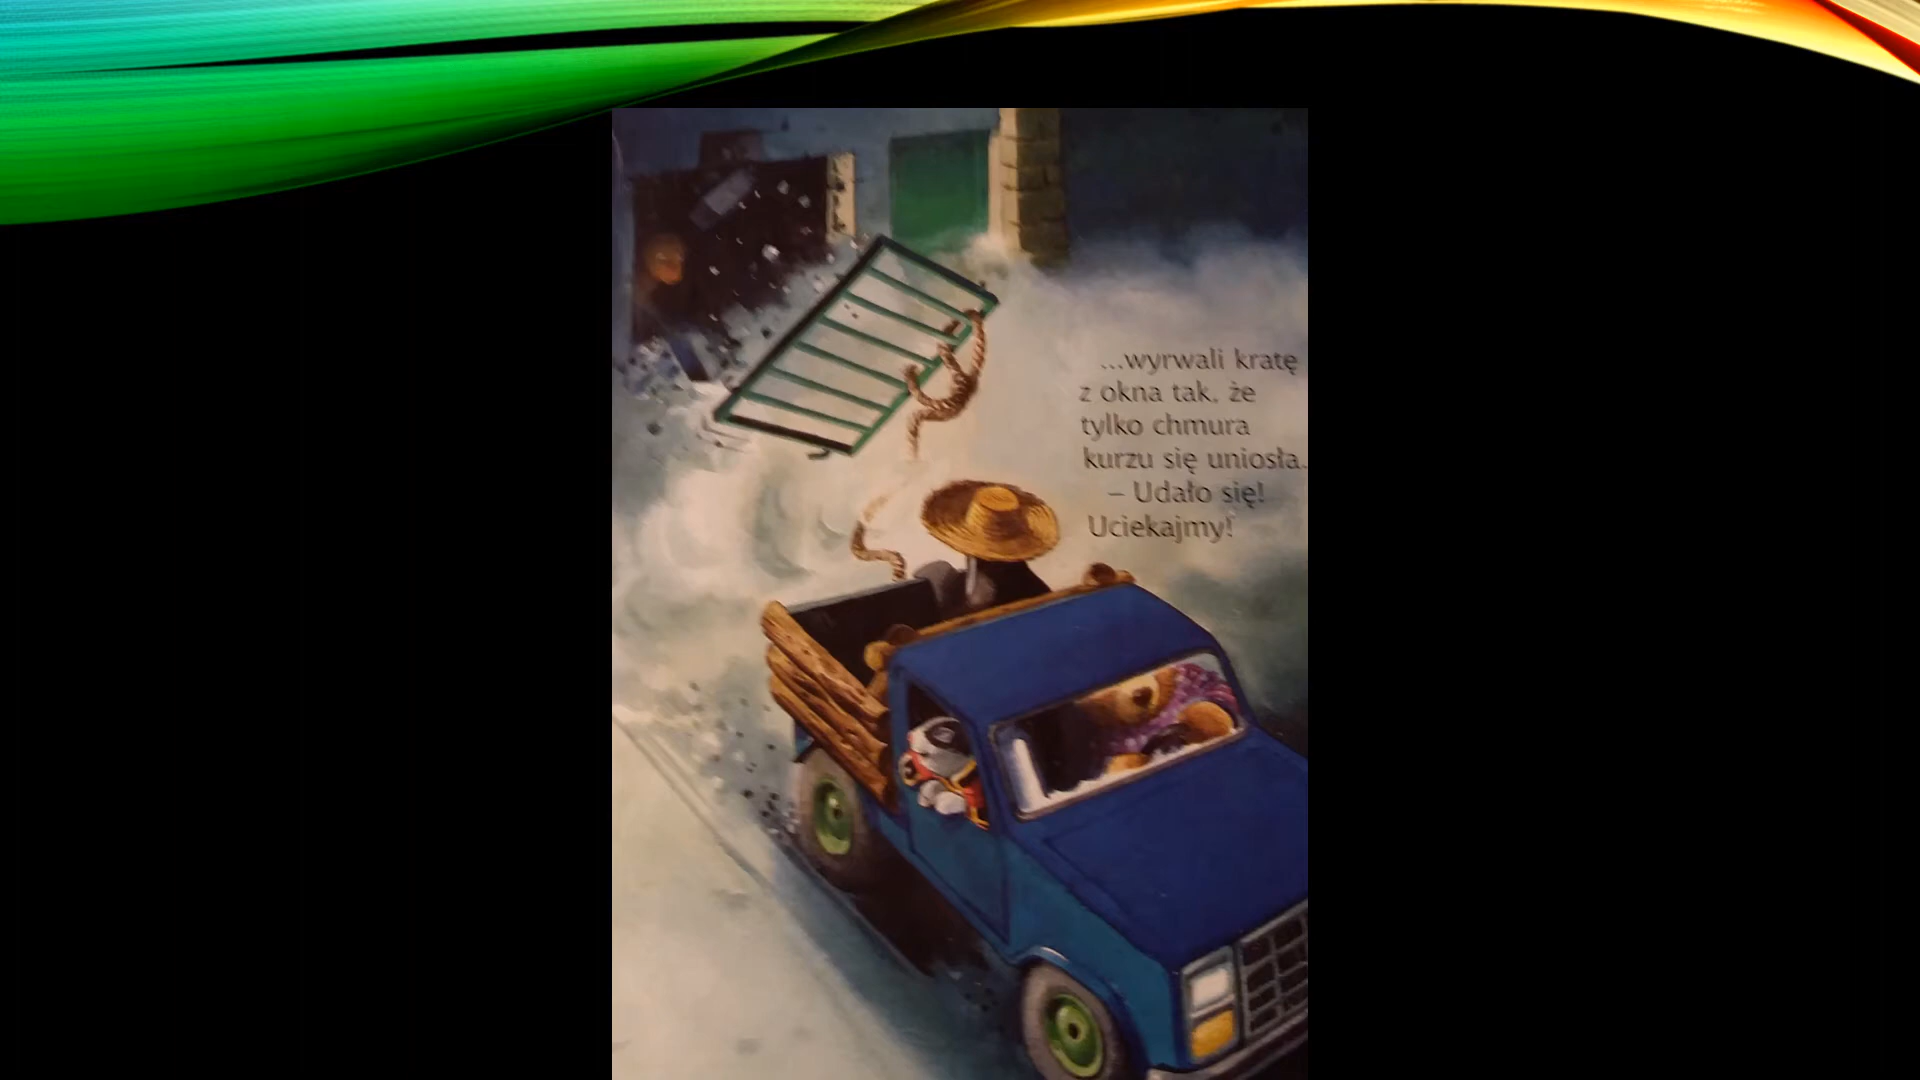 ...wyrwali kratę
z okna tak, że
tylko chmura
kurzu się uniosła.
– Udało się!
Uciekajmy!